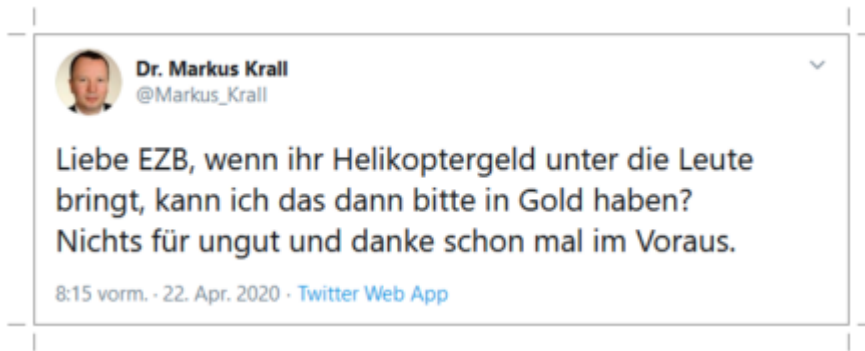 Dr. Markus Krall
@Markus_Krall
Liebe EZB, wenn ihr Helikoptergeld unter die Leute
bringt, kann ich das dann bitte in Gold haben?
Nichts für ungut und danke schon mal im Voraus.
8:15 vorm. · 22. Apr. 2020 · Twitter Web App